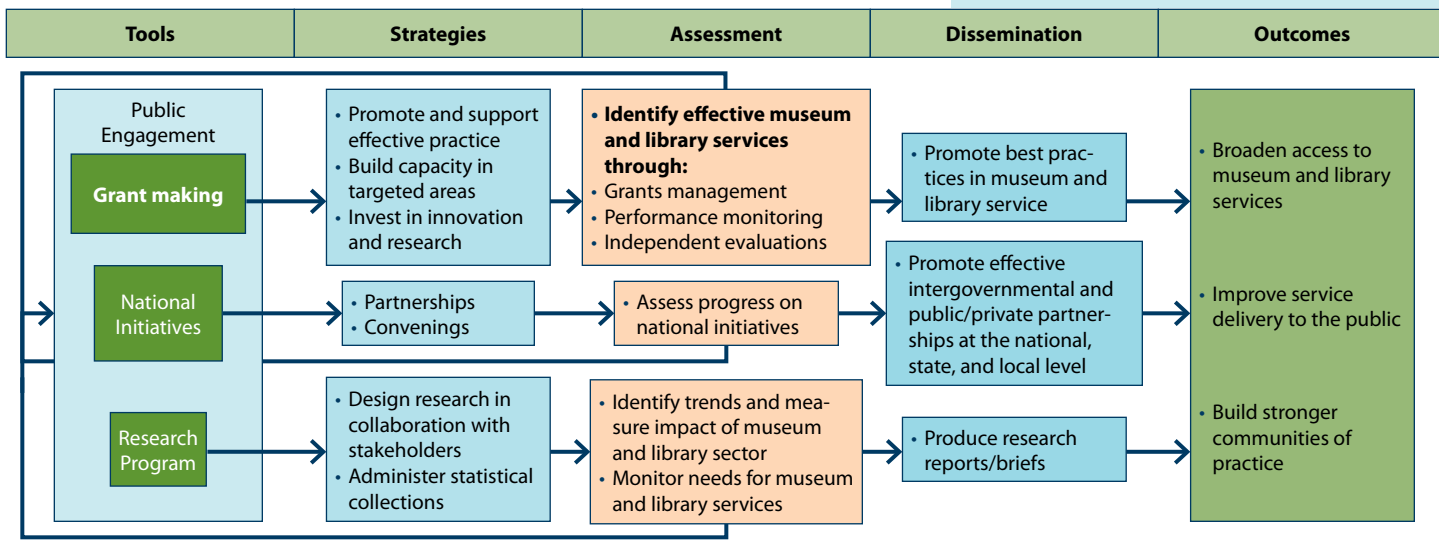 Tools
Strategies
Assessment
Dissemination
Outcomes
Public
Engagement
Grant making
• Promote and support
effective practice
• Build capacity in
targeted areas
• Invest in innovation
and research
• Identify effective museum
and library services
through:
• Grants management
• Performance monitoring
• Independent evaluations
• Promote best prac-
tices in museum and
library service
• Broaden access to
museum and library
services
National
Initiatives
• Partnerships
• Convenings
• Assess progress on
national initiatives
• Promote effective
intergovernmental and
public/private partner-
ships at the national,
state, and local level
• Improve service
delivery to the public
Research
Program
• Design research in
collaboration with
stakeholders
• Administer statistical
collections
• Identify trends and mea-
sure impact of museum
and library sector
• Monitor needs for museum
and library services
• Produce research
reports/briefs
• Build stronger
communities of
practice